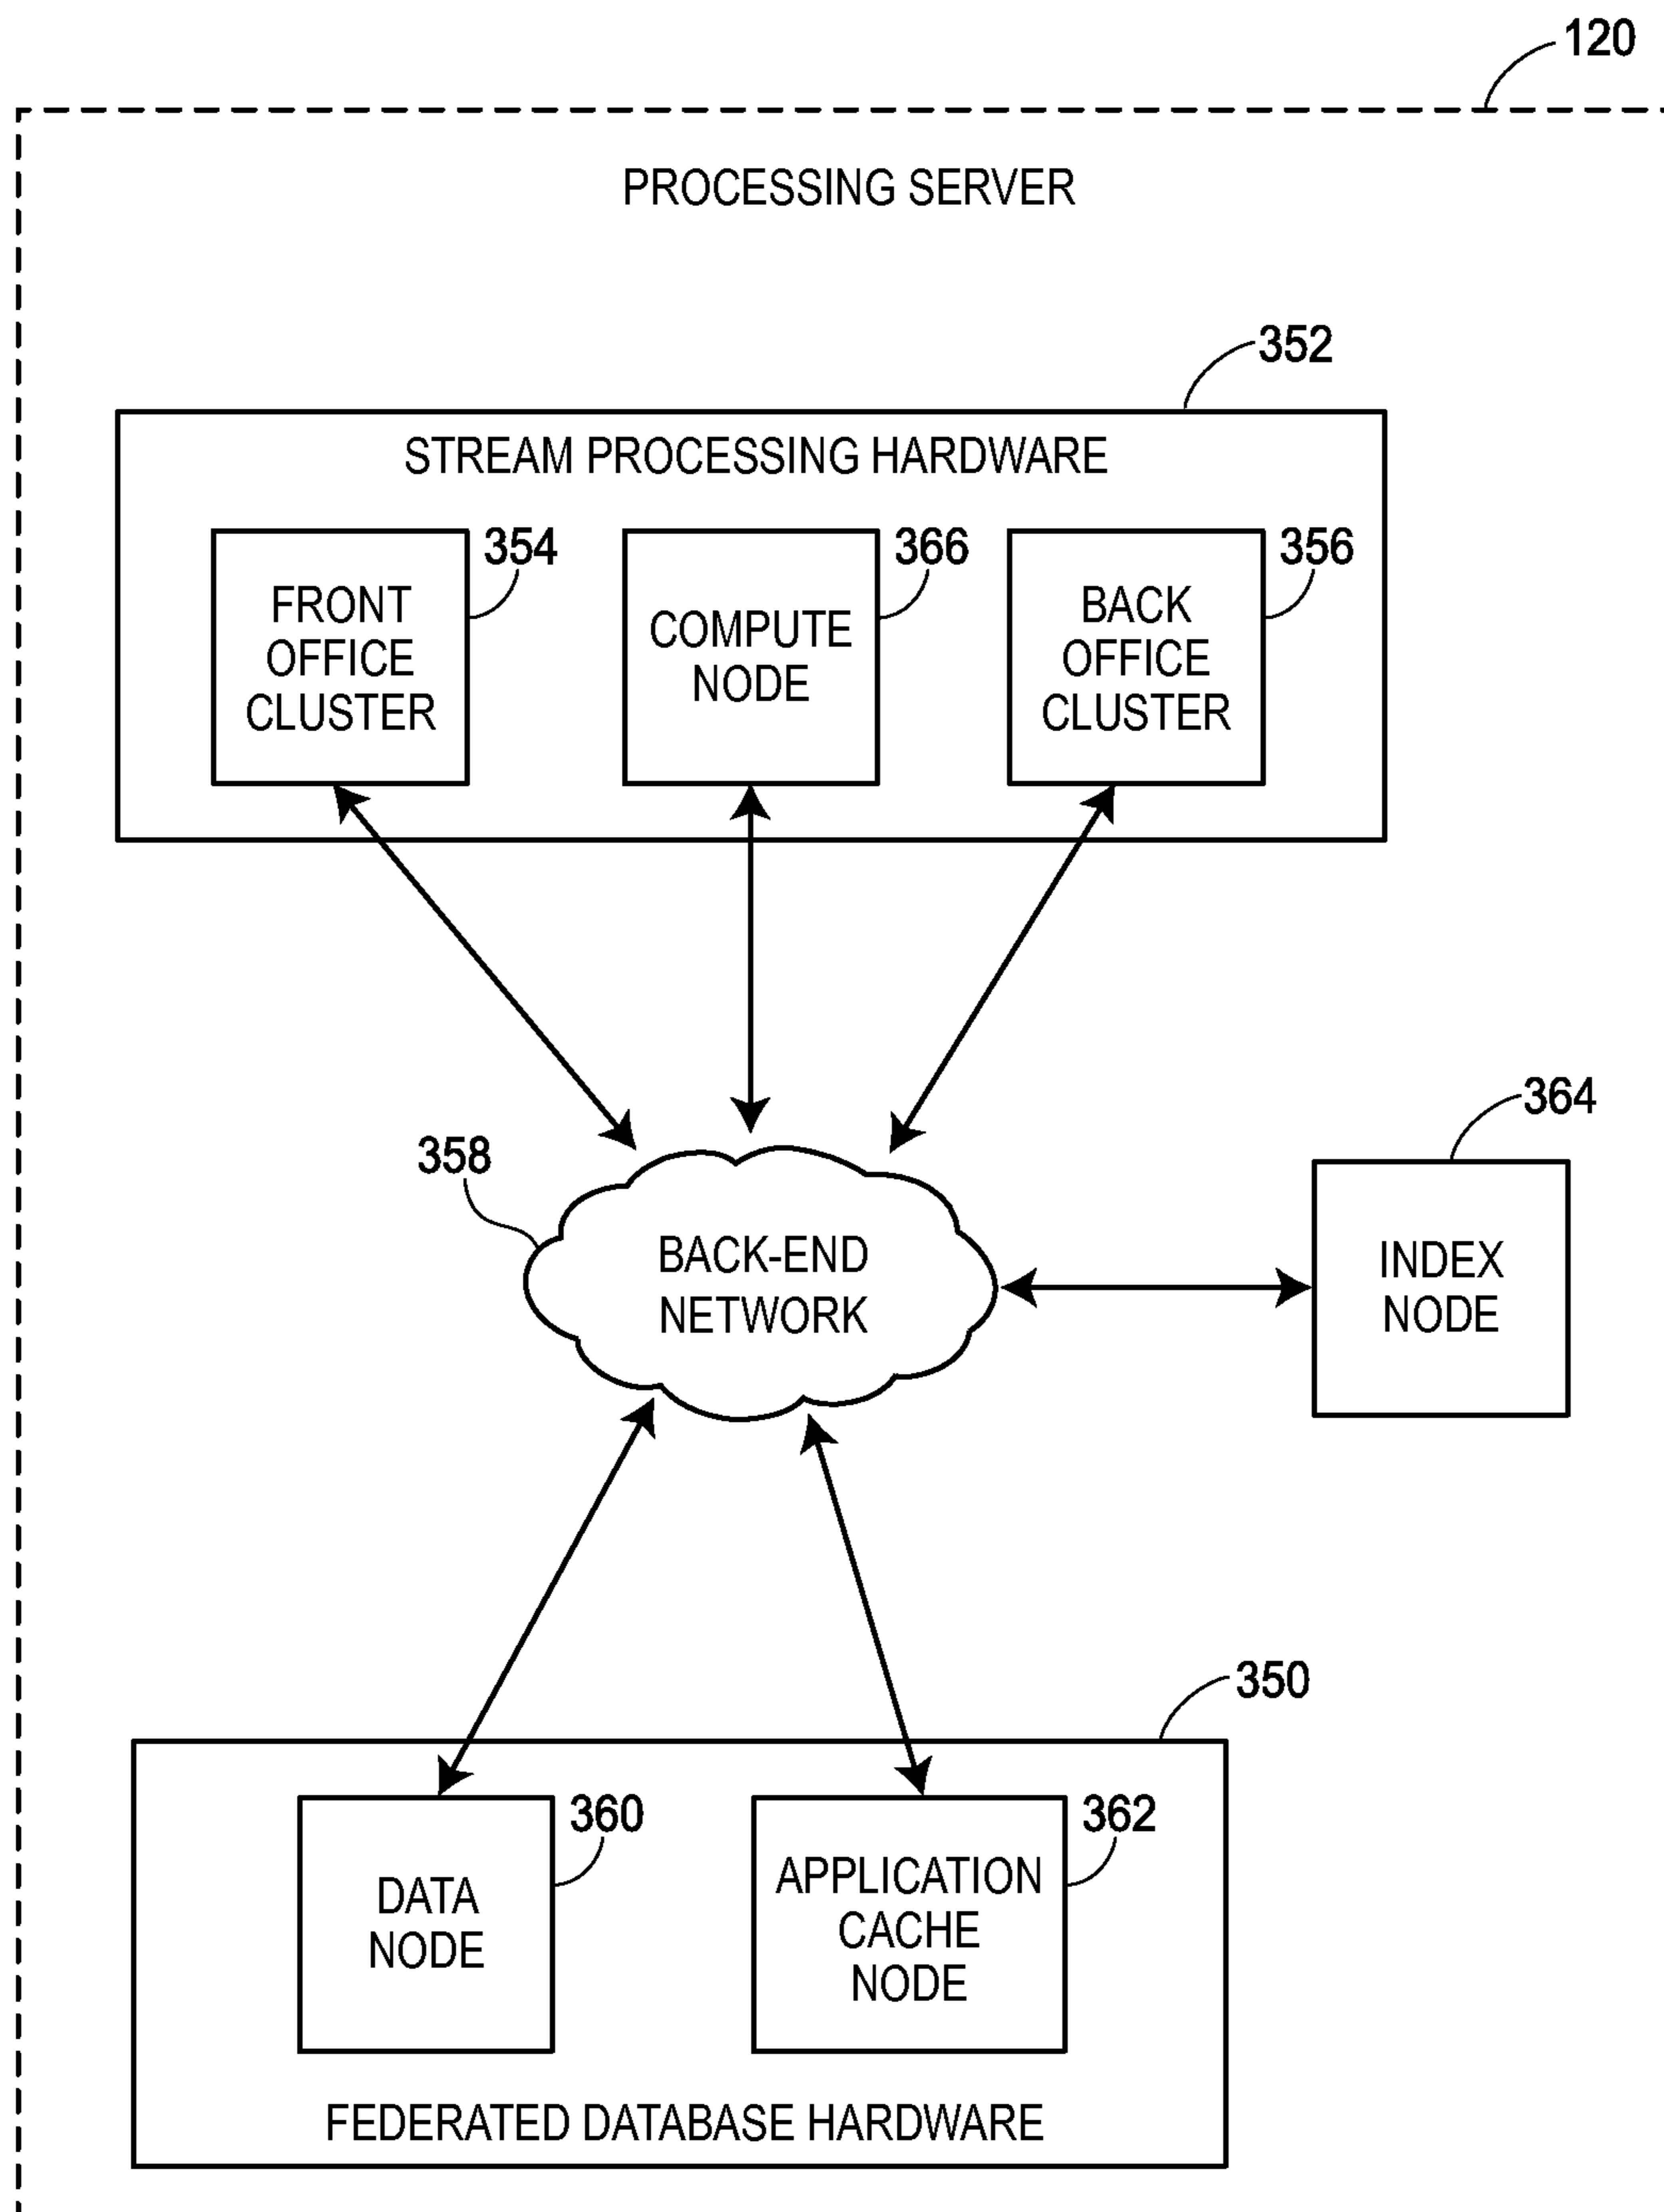 120
PROCESSING SERVER
352
STREAM PROCESSING HARDWARE
354
FRONT
OFFICE
CLUSTER
366
COMPUTE
NODE
356
BACK
OFFICE
CLUSTER
358
BACK-END
NETWORK
364
INDEX
NODE
350
360
DATA
NODE
362
APPLICATION
CACHE
NODE
FEDERATED DATABASE HARDWARE